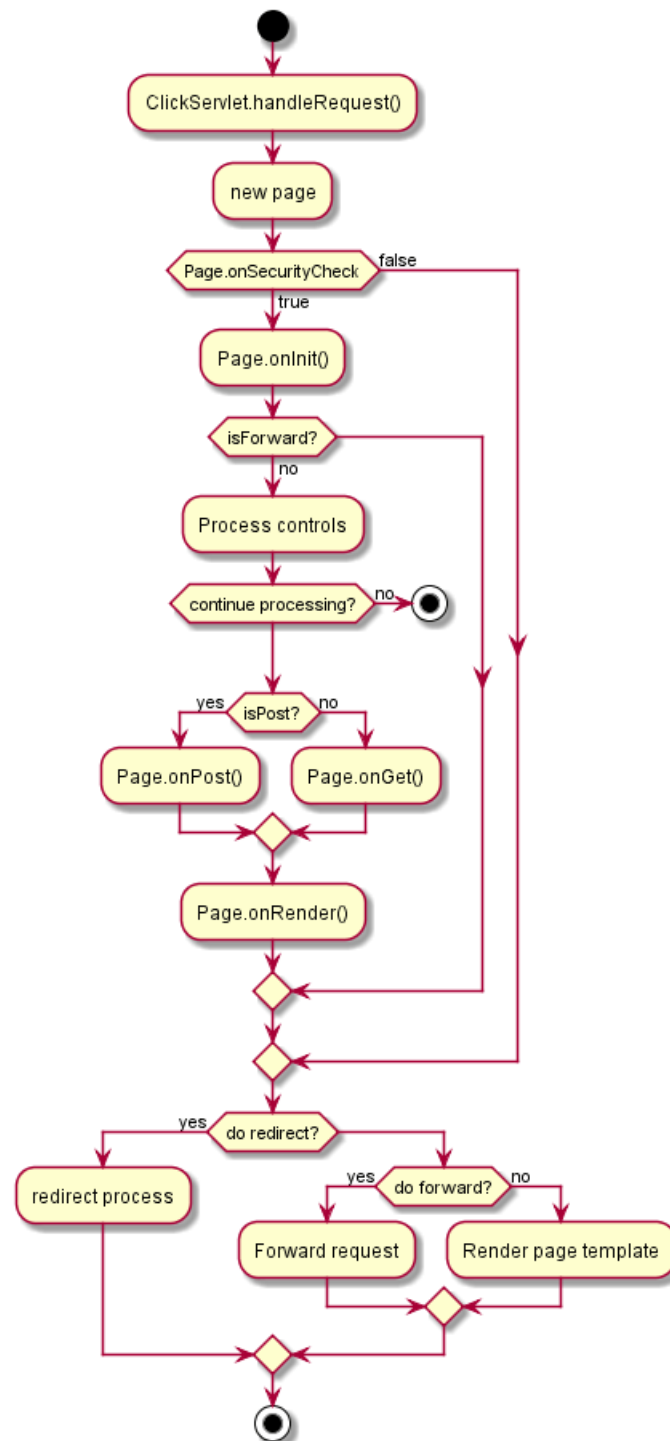 ClickServlet.handleRequest()
new page
Page.onSecurityCheck
false
true
Page.onInit()
isForward?
no
Process controls
continue processing?
no
isPost?
yes
no
Page.onPost()
Page.onGet()
Page.onRender()
do redirect?
yes
redirect process
do forward?
yes
no
Forward request
Render page template